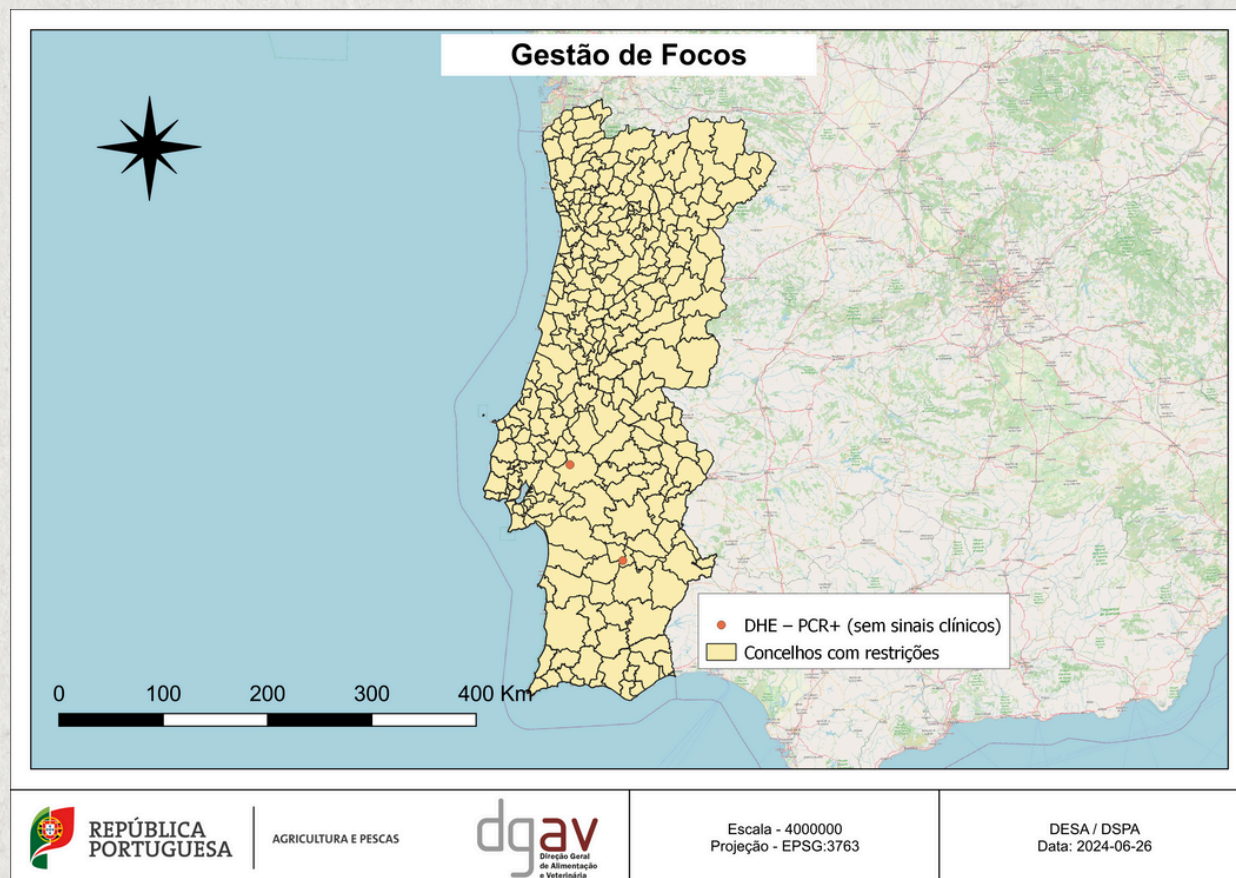 Gestão de Focos
DHE – PCR+ (sem sinais clínicos)
Concelhos com restrições
0 100 200 300 400 Km
REPÚBLICA
PORTUGUESA
AGRICULTURA E PESCAS
dgav
Direção Geral
de Alimentação
e Veterinária
Escala - 4000000
Projeção - EPSG:3763
DESA / DSPA
Data: 2024-06-26